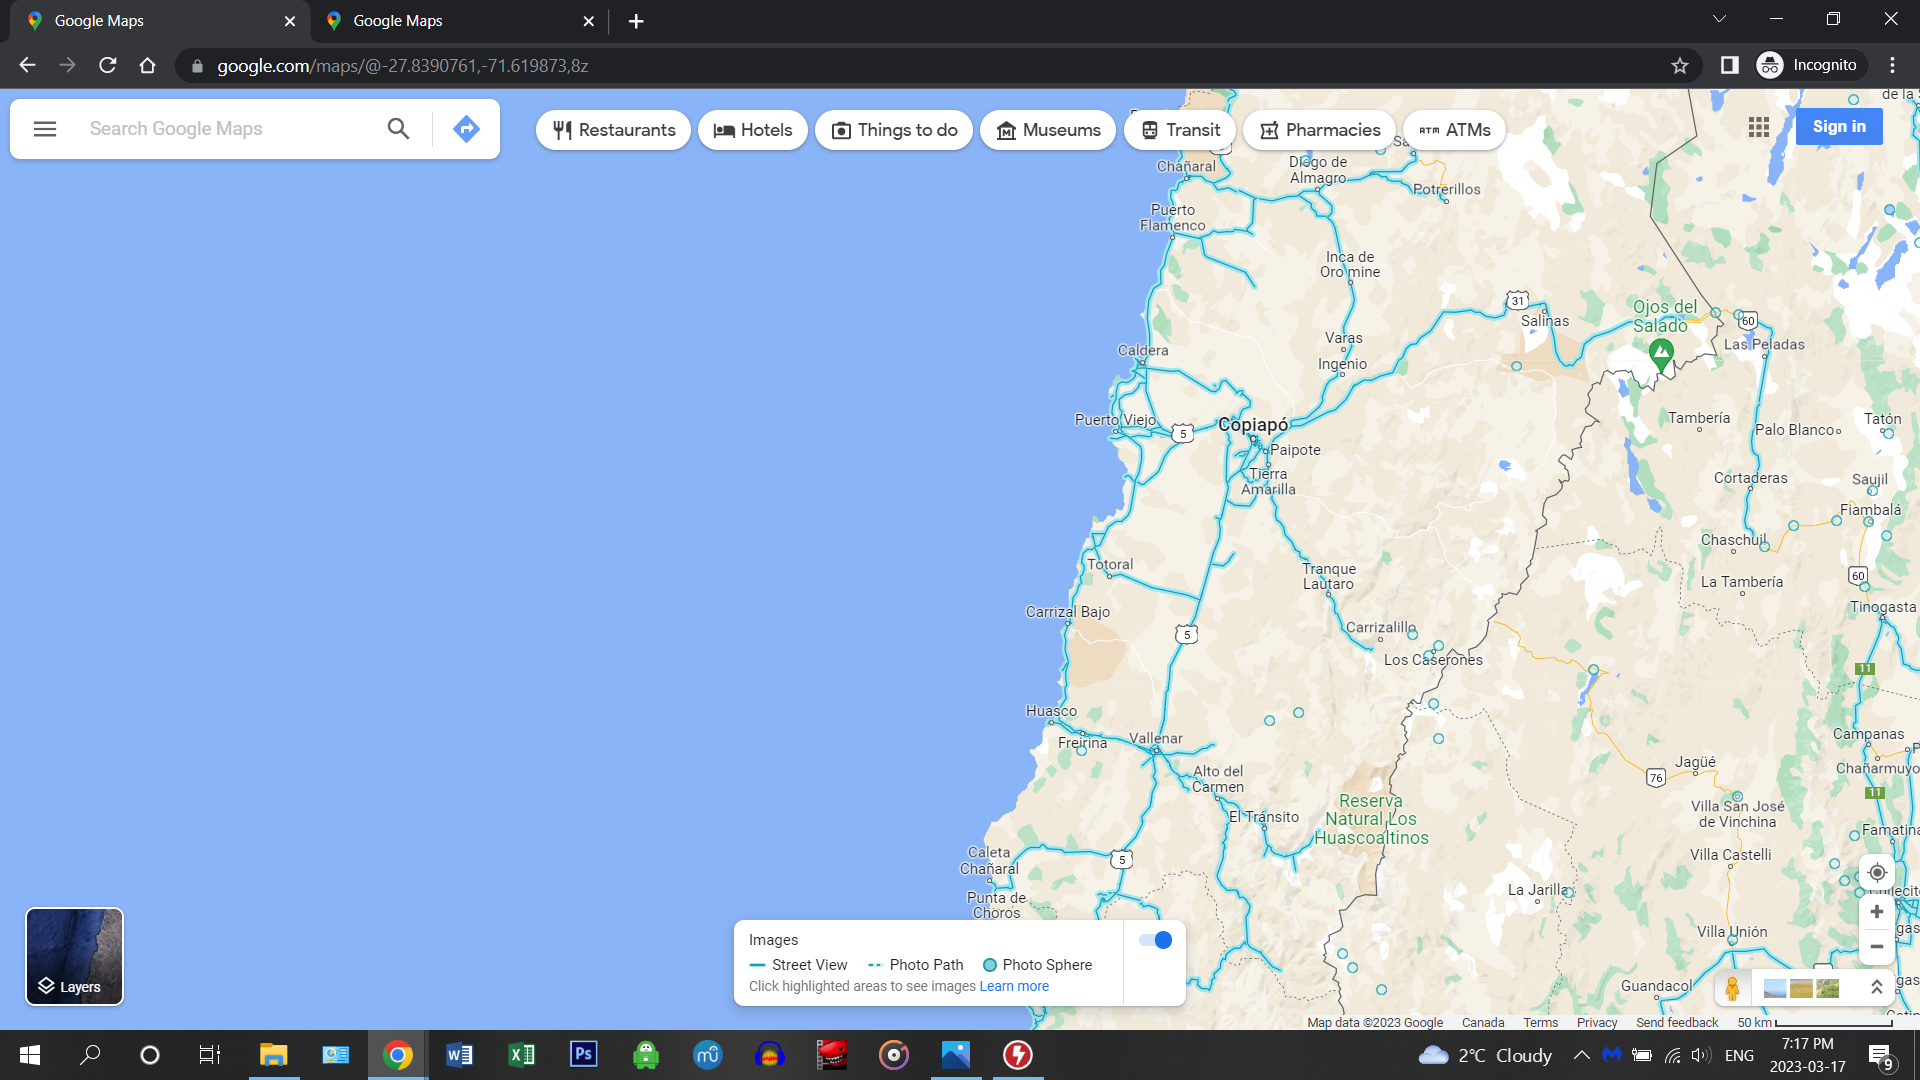 Google Maps
Google Maps
google.com/maps/@-27.8390761,-71.619873,8z
Incognito
Search Google Maps
Restaurants
Hotels
Things to do
Museums
Transit
Pharmacies
ATM ATMs
Sign in
de la
Chañaral
Diego de
Almagro
Potrerillos
Puerto
Flamenco
Inca de
Oro mine
31
Salinas
Ojos del
Salado
60
Las Peladas
Varas
Ingenio
Caldera
Puerto Viejo
5
Copiapó
Paipote
Tierra
Amarilla
Tambería
Palo Blanco
Tatón
Cortaderas
Saujil
Fiambalá
Chaschuil
Totoral
Tranque
Lautaro
La Tambería
60
Tinogasta
Carrizal Bajo
5
Carrizalillo
Los Caserones
11
Huasco
Freirina
Vallenar
Campanas
Jagüé
76
Chañarmuyo
11
Alto del
Carmen
El Tránsito
Reserva
Natural Los
Huascoaltinos
Villa San José
de Vinchina
Famatina
Villa Castelli
Caleta
Chañaral
5
Punta de
Choros
La Jarilla
Villa Unión
Guandacol
Layers
Images
Street View
Photo Path
Photo Sphere
Click highlighted areas to see images Learn more
Map data ©2023 Google
Canada
Terms
Privacy
Send feedback
50 km
2°C Cloudy
ENG
7:17 PM
2023-03-17
9